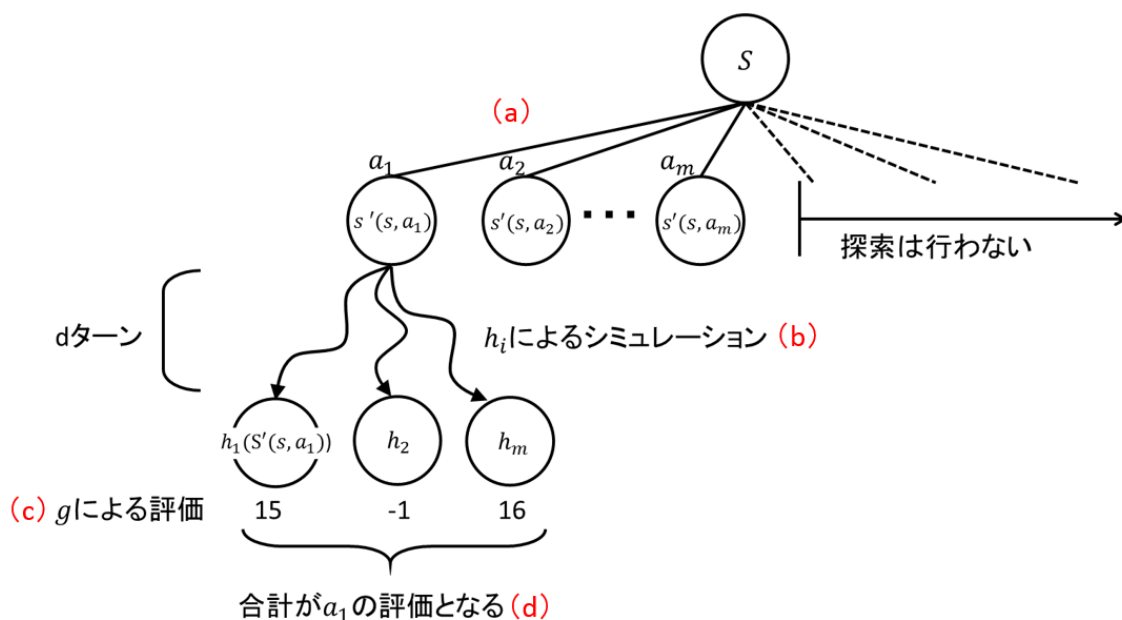 S
(a)
a₁ a₂ aₘ
s'(s, a₁) s'(s, a₂) ・・・ s'(s, aₘ)
探索は行わない
dターン
hᵢによるシミュレーション (b)
h₁(S'(s, a₁)) h₂ hₘ
(c) gによる評価 15 -1 16
合計がa₁の評価となる(d)